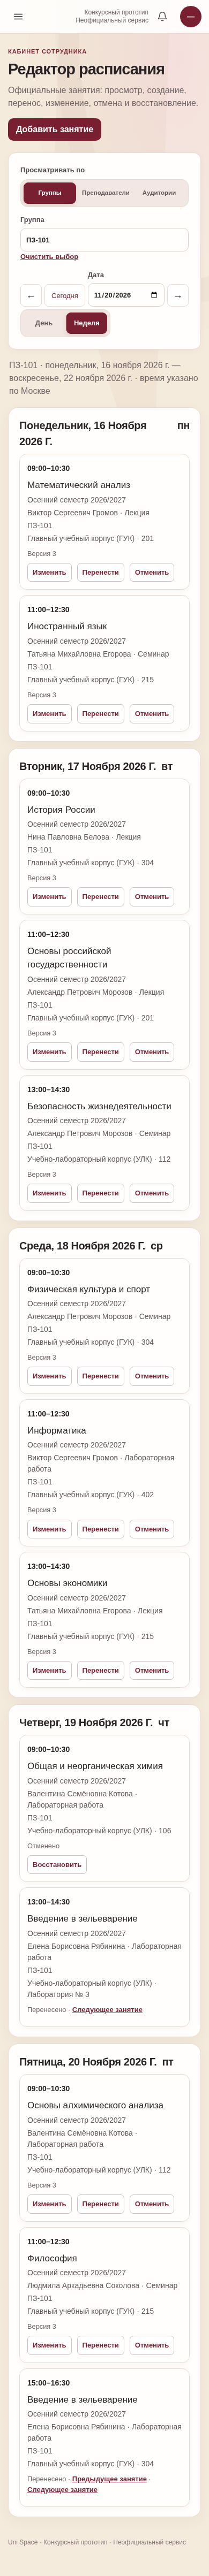 Конкурсный прототип
Неофициальный сервис
—
КАБИНЕТ СОТРУДНИКА
Редактор расписания
Официальные занятия: просмотр, создание,
перенос, изменение, отмена и восстановление.
Добавить занятие
Просматривать по
Группы Преподаватели Аудитории
Группа
ПЗ-101
Очистить выбор
Дата
← Сегодня 11/20/2026 →
День Неделя
ПЗ-101 · понедельник, 16 ноября 2026 г. —
воскресенье, 22 ноября 2026 г. · время указано
по Москве
Понедельник, 16 Ноября пн
2026 Г.
09:00–10:30
Математический анализ
Осенний семестр 2026/2027
Виктор Сергеевич Громов · Лекция
ПЗ-101
Главный учебный корпус (ГУК) · 201
Версия 3
Изменить Перенести Отменить
11:00–12:30
Иностранный язык
Осенний семестр 2026/2027
Татьяна Михайловна Егорова · Семинар
ПЗ-101
Главный учебный корпус (ГУК) · 215
Версия 3
Изменить Перенести Отменить
Вторник, 17 Ноября 2026 Г. вт
09:00–10:30
История России
Осенний семестр 2026/2027
Нина Павловна Белова · Лекция
ПЗ-101
Главный учебный корпус (ГУК) · 304
Версия 3
Изменить Перенести Отменить
11:00–12:30
Основы российской
государственности
Осенний семестр 2026/2027
Александр Петрович Морозов · Лекция
ПЗ-101
Главный учебный корпус (ГУК) · 201
Версия 3
Изменить Перенести Отменить
13:00–14:30
Безопасность жизнедеятельности
Осенний семестр 2026/2027
Александр Петрович Морозов · Семинар
ПЗ-101
Учебно-лабораторный корпус (УЛК) · 112
Версия 3
Изменить Перенести Отменить
Среда, 18 Ноября 2026 Г. ср
09:00–10:30
Физическая культура и спорт
Осенний семестр 2026/2027
Александр Петрович Морозов · Семинар
ПЗ-101
Главный учебный корпус (ГУК) · 304
Версия 3
Изменить Перенести Отменить
11:00–12:30
Информатика
Осенний семестр 2026/2027
Виктор Сергеевич Громов · Лабораторная
работа
ПЗ-101
Главный учебный корпус (ГУК) · 402
Версия 3
Изменить Перенести Отменить
13:00–14:30
Основы экономики
Осенний семестр 2026/2027
Татьяна Михайловна Егорова · Лекция
ПЗ-101
Главный учебный корпус (ГУК) · 215
Версия 3
Изменить Перенести Отменить
Четверг, 19 Ноября 2026 Г. чт
09:00–10:30
Общая и неорганическая химия
Осенний семестр 2026/2027
Валентина Семёновна Котова ·
Лабораторная работа
ПЗ-101
Учебно-лабораторный корпус (УЛК) · 106
Отменено
Восстановить
13:00–14:30
Введение в зельеварение
Осенний семестр 2026/2027
Елена Борисовна Рябинина · Лабораторная
работа
ПЗ-101
Учебно-лабораторный корпус (УЛК) ·
Лаборатория № 3
Перенесено · Следующее занятие
Пятница, 20 Ноября 2026 Г. пт
09:00–10:30
Основы алхимического анализа
Осенний семестр 2026/2027
Валентина Семёновна Котова ·
Лабораторная работа
ПЗ-101
Учебно-лабораторный корпус (УЛК) · 112
Версия 3
Изменить Перенести Отменить
11:00–12:30
Философия
Осенний семестр 2026/2027
Людмила Аркадьевна Соколова · Семинар
ПЗ-101
Главный учебный корпус (ГУК) · 215
Версия 3
Изменить Перенести Отменить
15:00–16:30
Введение в зельеварение
Осенний семестр 2026/2027
Елена Борисовна Рябинина · Лабораторная
работа
ПЗ-101
Главный учебный корпус (ГУК) · 304
Перенесено · Предыдущее занятие ·
Следующее занятие
Uni Space · Конкурсный прототип · Неофициальный сервис